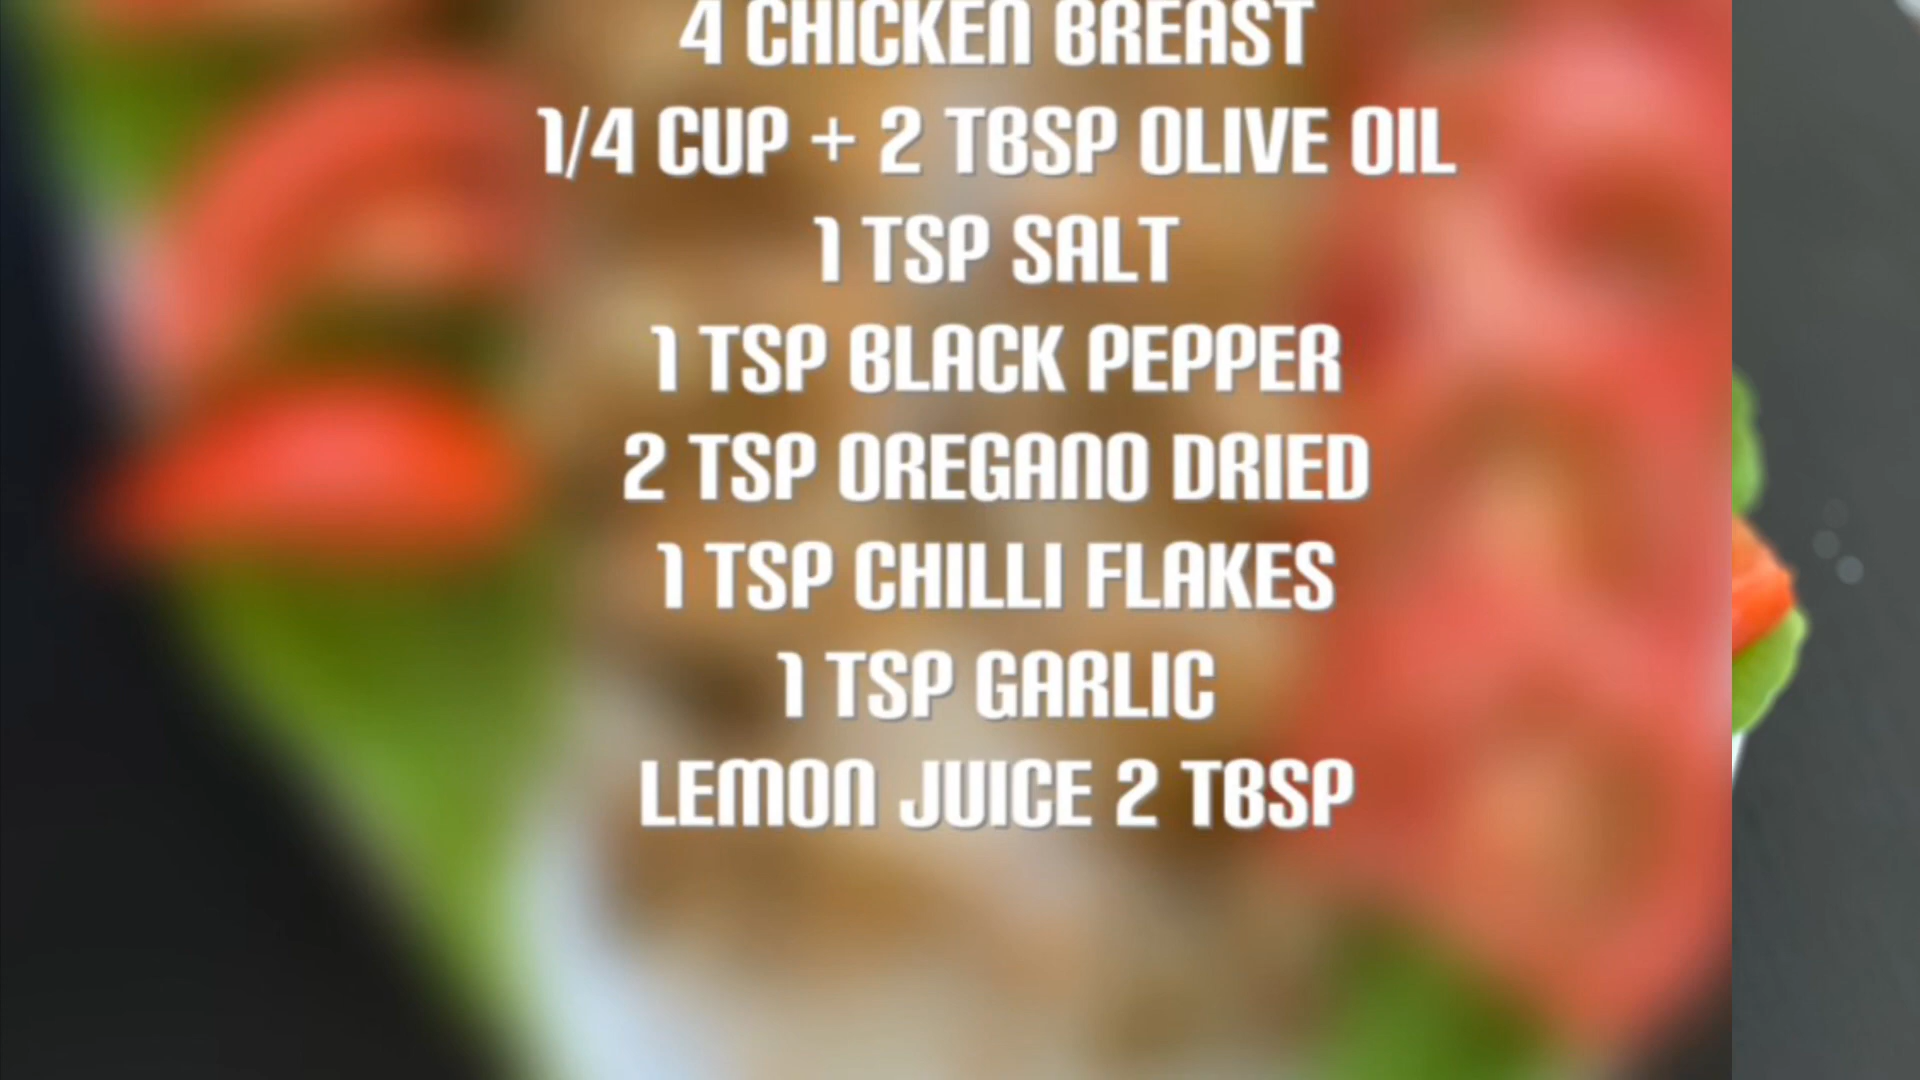 4 CHICKEN BREAST
1/4 CUP + 2 TBSP OLIVE OIL
1 TSP SALT
1 TSP BLACK PEPPER
2 TSP OREGANO DRIED
1 TSP CHILLI FLAKES
1 TSP GARLIC
LEMON JUICE 2 TBSP